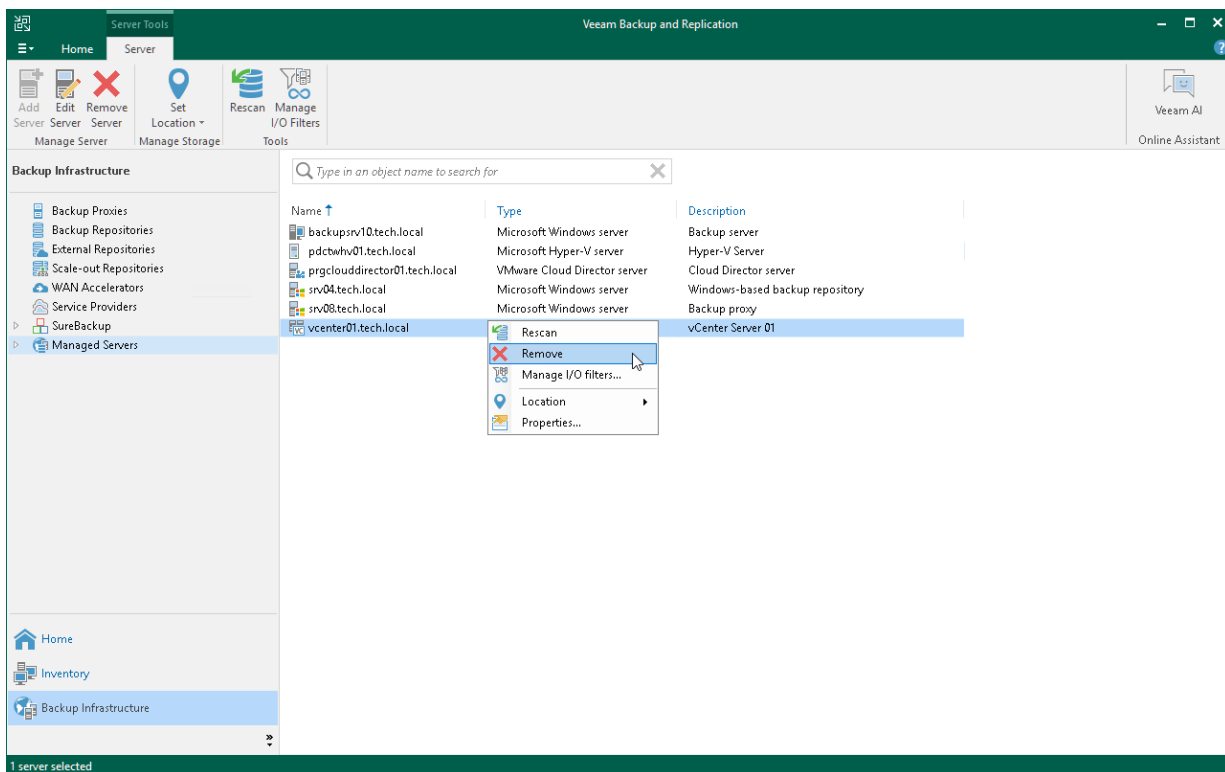 Server Tools
Veeam Backup and Replication
Home Server
Add Server
Edit Server
Remove Server
Set Location
Rescan
Manage I/O Filters
Manage Server
Manage Storage
Tools
Veeam AI
Online Assistant
Backup Infrastructure
Type in an object name to search for
Backup Proxies
Backup Repositories
External Repositories
Scale-out Repositories
WAN Accelerators
Service Providers
SureBackup
Managed Servers
Name Type Description
backupsrv10.tech.local Microsoft Windows server Backup server
pdctwhv01.tech.local Microsoft Hyper-V server Hyper-V Server
prgclouddirector01.tech.local VMware Cloud Director server Cloud Director server
srv04.tech.local Microsoft Windows server Windows-based backup repository
srv08.tech.local Microsoft Windows server Backup proxy
vcenter01.tech.local vCenter Server 01
Rescan
Remove
Manage I/O filters...
Location
Properties...
Home
Inventory
Backup Infrastructure
1 server selected